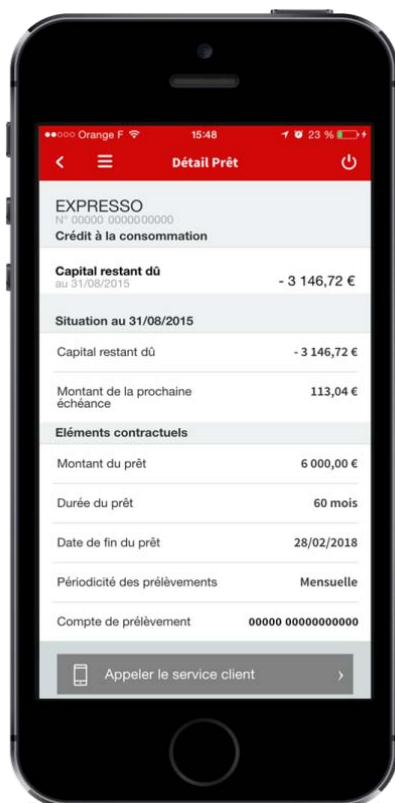 Orange F 15:48 23 %
Détail Prêt
EXPRESSO
N° 00000 0000000000
Crédit à la consommation
Capital restant dû
au 31/08/2015
- 3 146,72 €
Situation au 31/08/2015
Capital restant dû - 3 146,72 €
Montant de la prochaine
échéance
113,04 €
Eléments contractuels
Montant du prêt 6 000,00 €
Durée du prêt 60 mois
Date de fin du prêt 28/02/2018
Périodicité des prélèvements Mensuelle
Compte de prélèvement 00000 00000000000
Appeler le service client